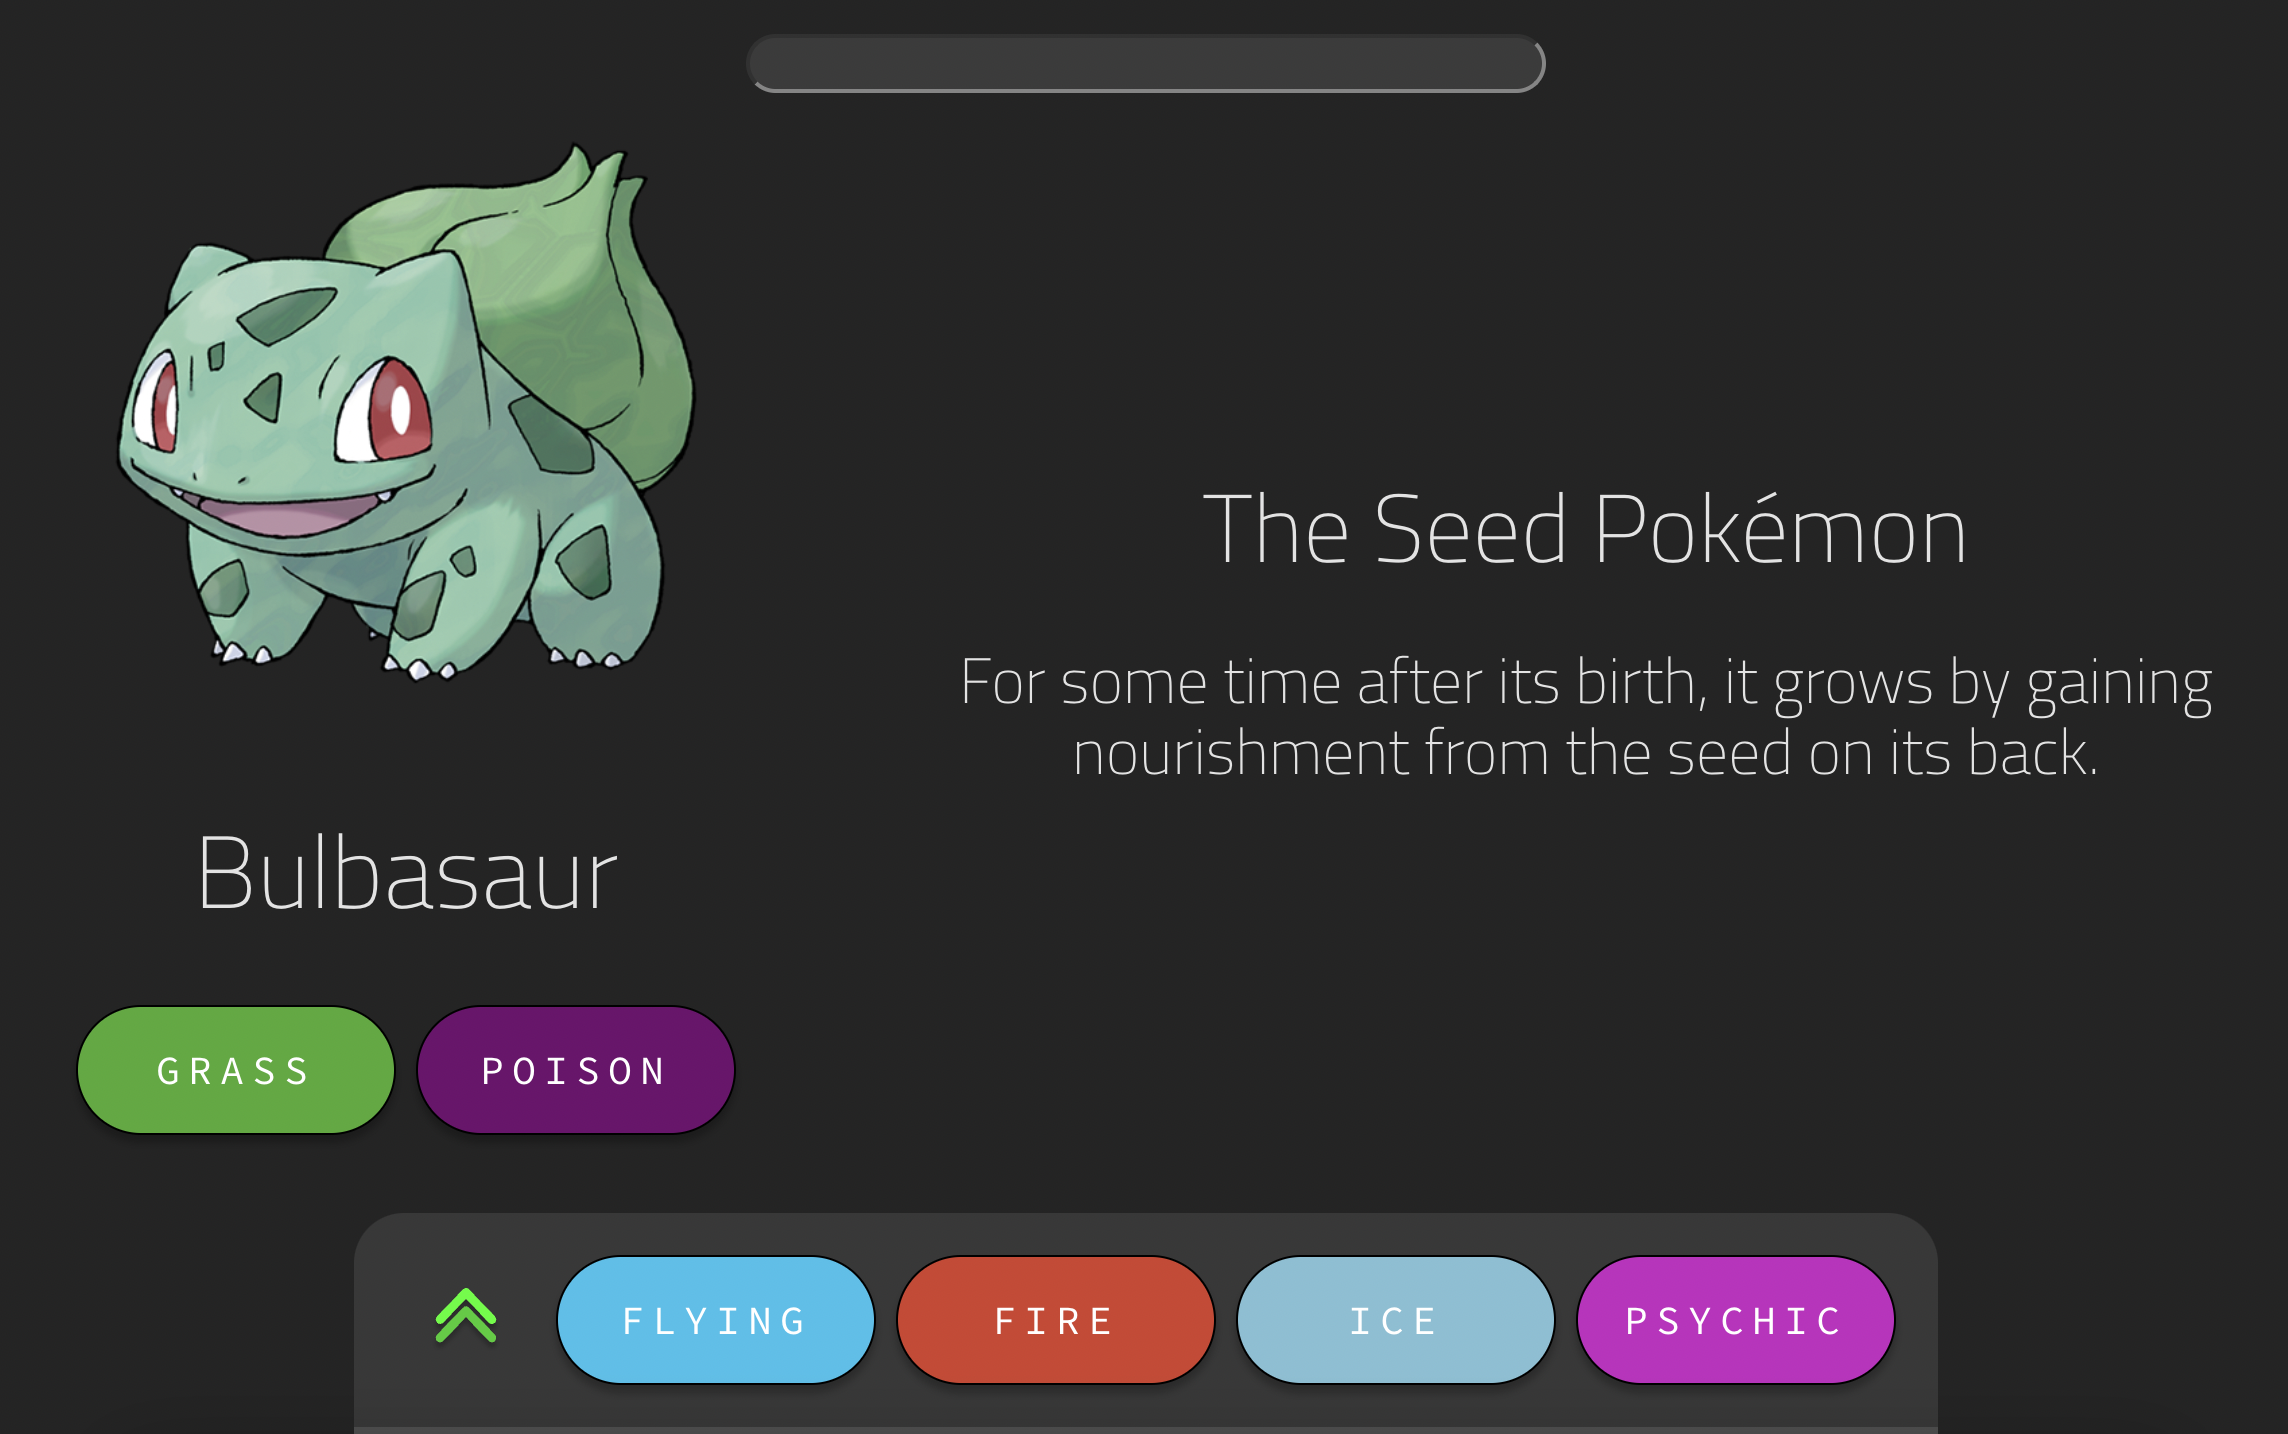 Bulbasaur
GRASS
POISON
The Seed Pokémon
For some time after its birth, it grows by gaining
nourishment from the seed on its back.
FLYING
FIRE
ICE
PSYCHIC